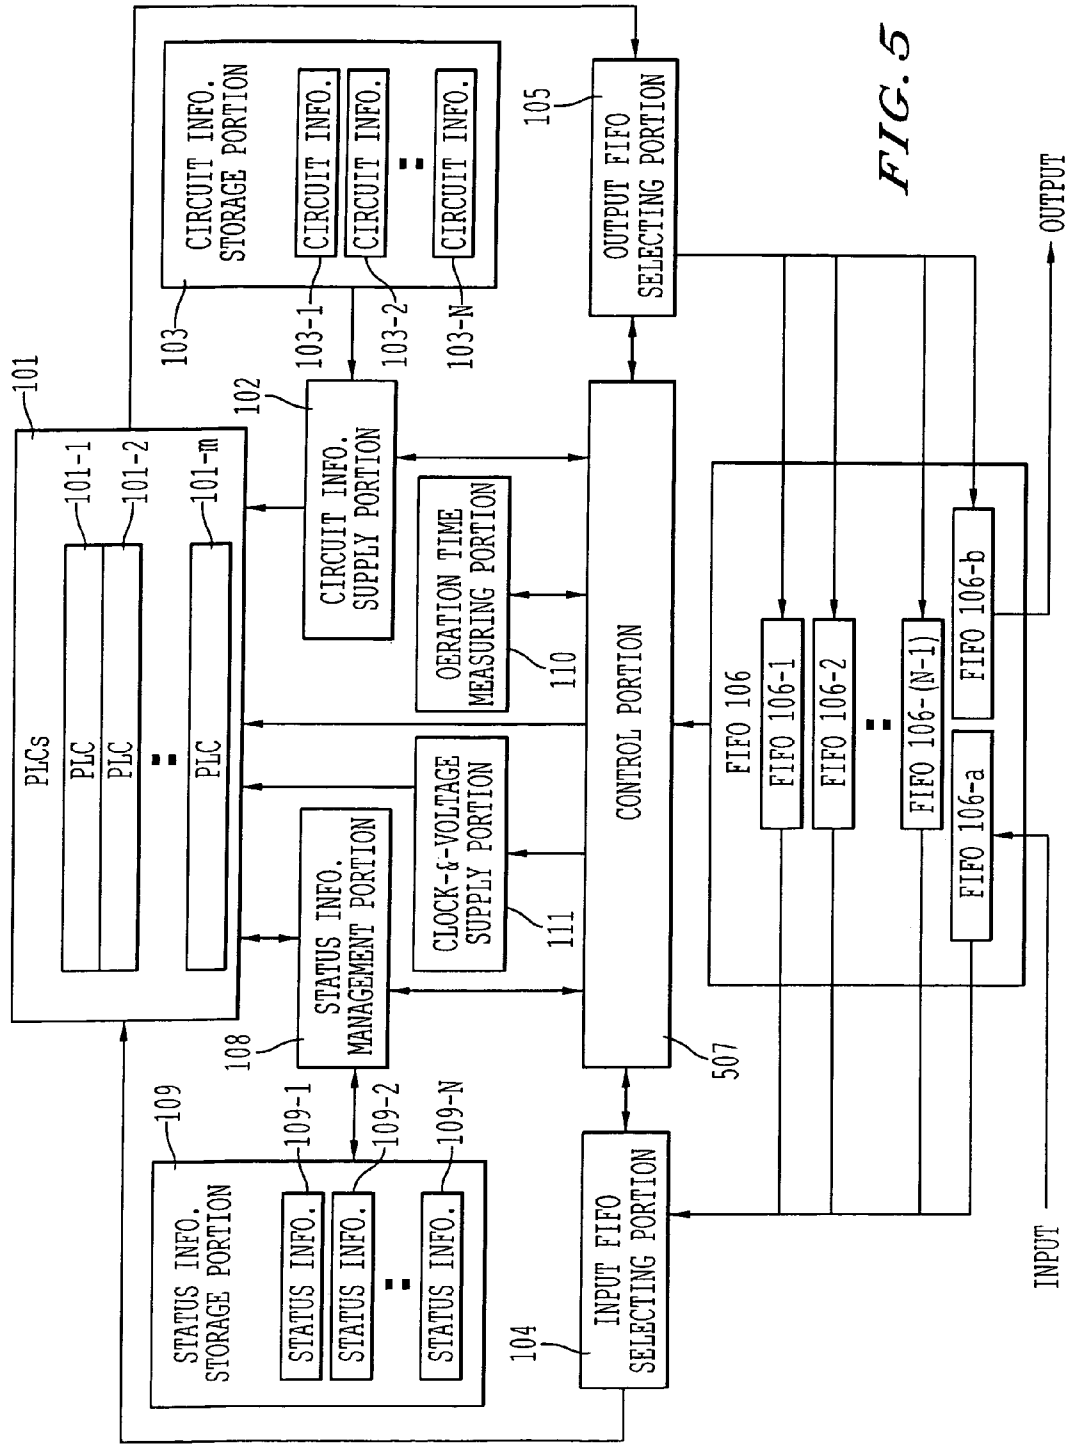 PLCs
101
PLC
101-1
PLC
101-2
PLC
101-m
STATUS INFO.
STORAGE PORTION
109
STATUS INFO.
109-1
STATUS INFO.
109-2
STATUS INFO.
109-N
STATUS INFO.
MANAGEMENT PORTION
108
CIRCUIT INFO.
SUPPLY PORTION
102
CIRCUIT INFO.
STORAGE PORTION
103
CIRCUIT INFO.
103-1
CIRCUIT INFO.
103-2
CIRCUIT INFO.
103-N
CLOCK-&-VOLTAGE
SUPPLY PORTION
111
OERATION TIME
MEASURING PORTION
110
INPUT FIFO
SELECTING PORTION
104
CONTROL PORTION
507
OUTPUT FIFO
SELECTING PORTION
105
FIFO 106
FIFO 106-1
FIFO 106-2
FIFO 106-(N-1)
FIFO 106-a
FIFO 106-b
INPUT
OUTPUT
FIG. 5